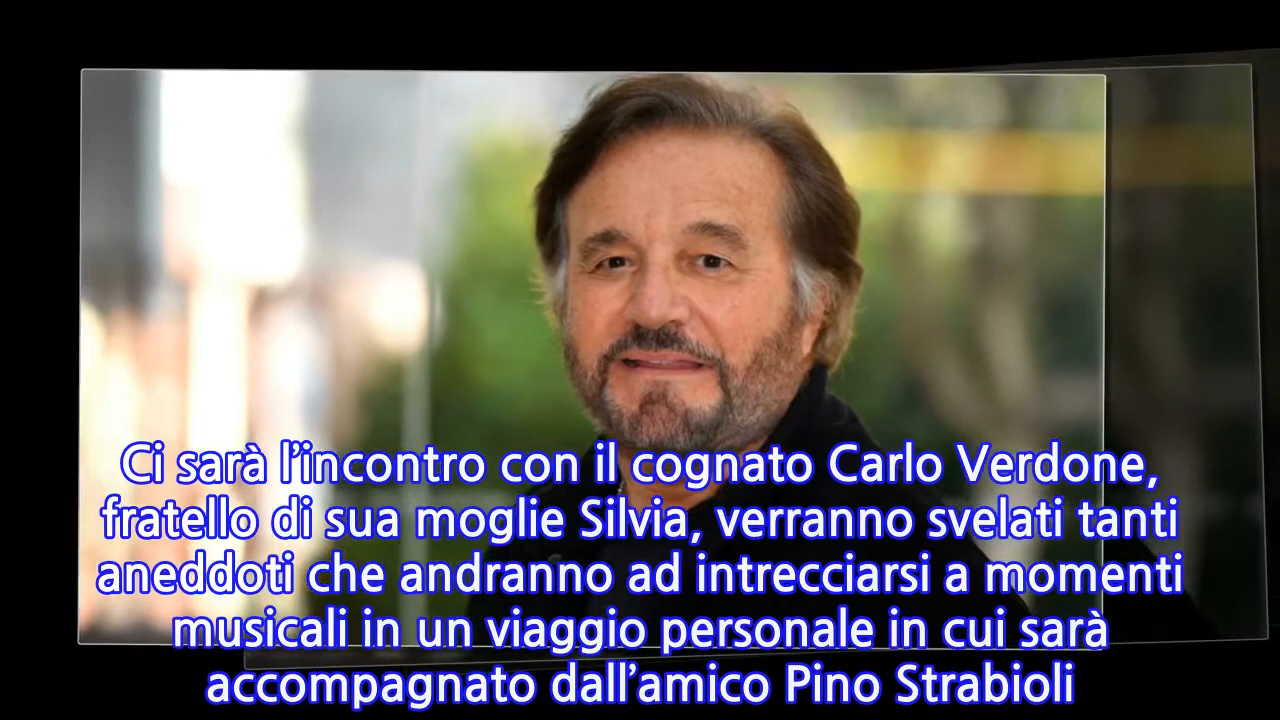 Ci sarà l’incontro con il cognato Carlo Verdone,
fratello di sua moglie Silvia, verranno svelati tanti
aneddoti che andranno ad intrecciarsi a momenti
musicali in un viaggio personale in cui sarà
accompagnato dall’amico Pino Strabioli